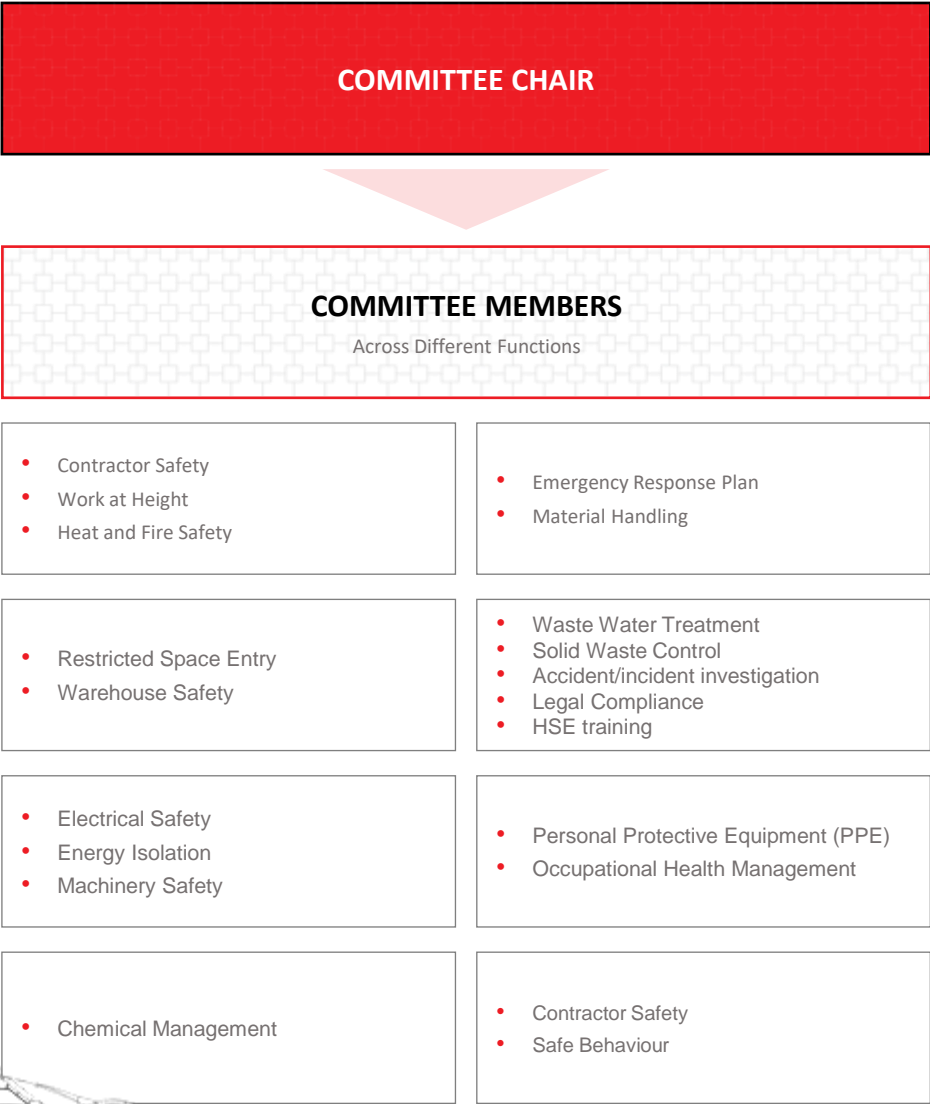 COMMITTEE CHAIR
COMMITTEE MEMBERS
Across Different Functions
• Contractor Safety
• Work at Height
• Heat and Fire Safety
• Emergency Response Plan
• Material Handling
• Restricted Space Entry
• Warehouse Safety
• Waste Water Treatment
• Solid Waste Control
• Accident/incident investigation
• Legal Compliance
• HSE training
• Electrical Safety
• Energy Isolation
• Machinery Safety
• Personal Protective Equipment (PPE)
• Occupational Health Management
• Chemical Management
• Contractor Safety
• Safe Behaviour